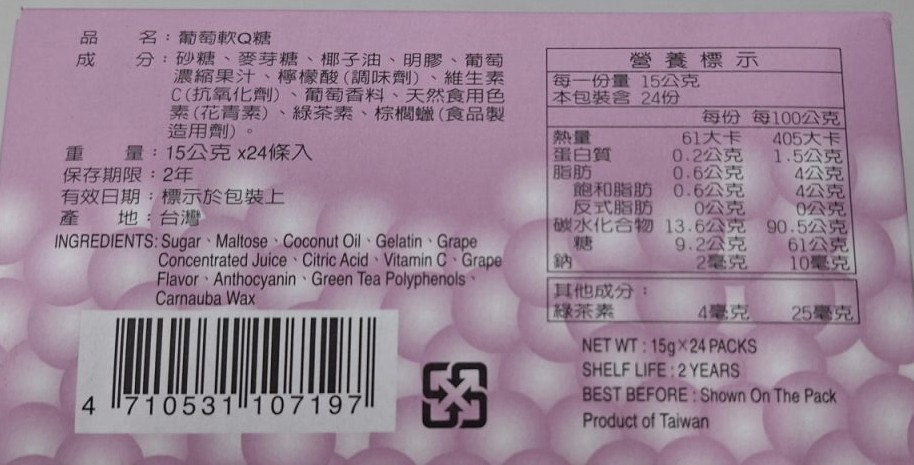 品　　名：葡萄軟Q糖
成　　分：砂糖、麥芽糖、椰子油、明膠、葡萄
濃縮果汁、檸檬酸(調味劑)、維生素
C(抗氧化劑)、葡萄香料、天然食用色
素(花青素)、綠茶素、棕櫚蠟(食品製
造用劑)。
重　　量：15公克 x24條入
保存期限：2年
有效日期：標示於包裝上
產　　地：台灣
INGREDIENTS: Sugar、Maltose、Coconut Oil、Gelatin、Grape
Concentrated Juice、Citric Acid、Vitamin C、Grape
Flavor、Anthocyanin、Green Tea Polyphenols、
Carnauba Wax
4 710531 107197
營養標示
每一份量 15公克
本包裝含 24份
每份 每100公克
熱量 61大卡 405大卡
蛋白質 0.2公克 1.5公克
脂肪 0.6公克 4公克
飽和脂肪 0.6公克 4公克
反式脂肪 0公克 0公克
碳水化合物 13.6公克 90.5公克
糖 9.2公克 61公克
鈉 2毫克 10毫克
其他成分：
綠茶素 4毫克 25毫克
NET WT : 15g×24 PACKS
SHELF LIFE : 2 YEARS
BEST BEFORE : Shown On The Pack
Product of Taiwan